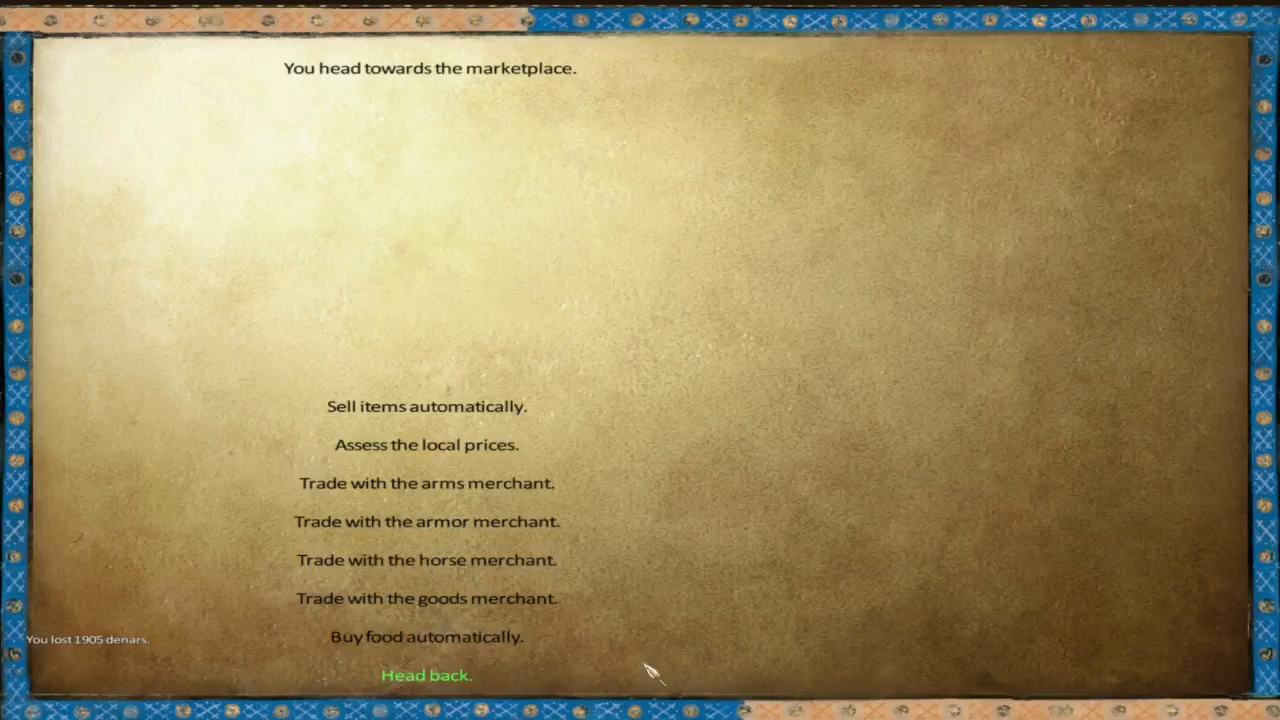 You head towards the marketplace.
Sell items automatically.
Assess the local prices.
Trade with the arms merchant.
Trade with the armor merchant.
Trade with the horse merchant.
Trade with the goods merchant.
Buy food automatically.
You lost 1905 denars.
Head back.